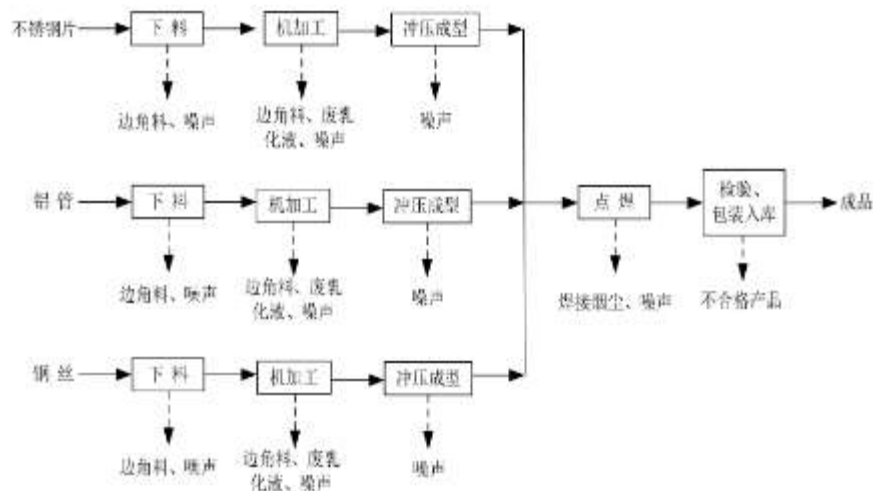 不锈钢片
下 料
机加工
冲压成型
边角料、噪声
边角料、废乳
化液、噪声
噪声
铝 管
下 料
机加工
冲压成型
点 焊
检验、
包装入库
成品
边角料、噪声
边角料、废乳
化液、噪声
噪声
焊接烟尘、噪声
不合格产品
钢 丝
下 料
机加工
冲压成型
边角料、噪声
边角料、废乳
化液、噪声
噪声